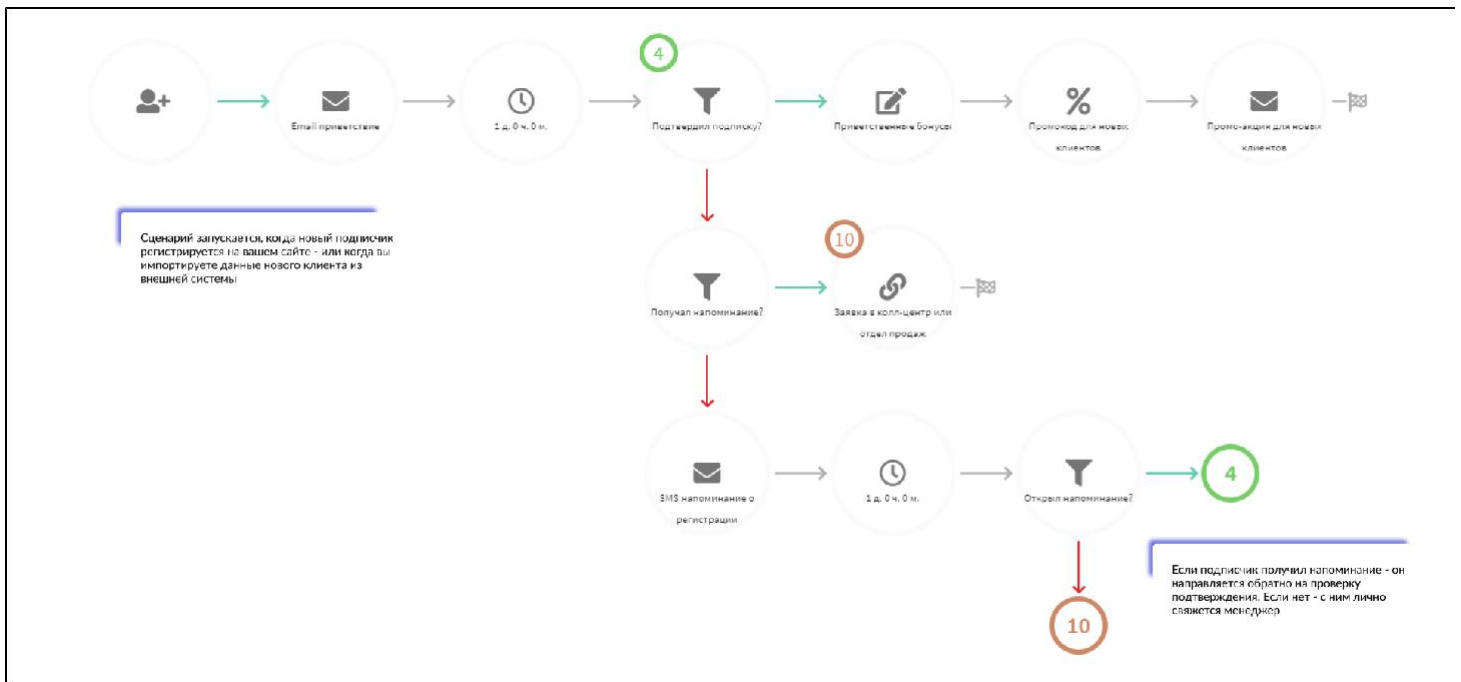 4
Email приветствие
1 д. 0 ч. 0 м.
Подтвердил подписку?
Приветственные бонусы
%
Промокод для новых
клиентов
Промо-акция для новых
клиентов
Сценарий запускается, когда новый подписчик
регистрируется на вашем сайте - или когда вы
импортируете данные нового клиента из
внешней системы
10
Получал напоминание?
Заявка в колл-центр или
отдел продаж
SMS напоминание о
регистрации
1 д. 0 ч. 0 м.
Открыл напоминание?
4
Если подписчик получил напоминание - он
направляется обратно на проверку
подтверждения. Если нет - с ним лично
свяжется менеджер
10